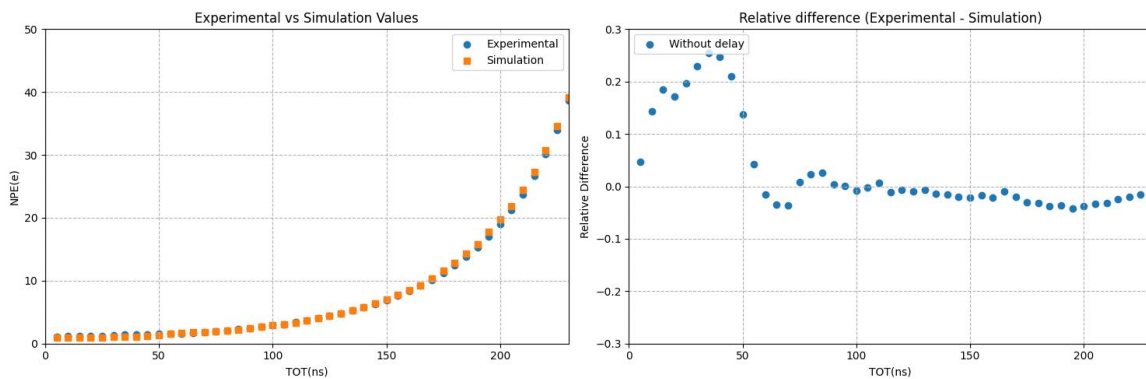 Experimental vs Simulation Values
50
40
30
20
10
0
NPE(e)
Experimental
Simulation
0
50
100
150
200
TOT(ns)
Relative difference (Experimental - Simulation)
0.3
0.2
0.1
0.0
−0.1
−0.2
−0.3
Relative Difference
Without delay
0
50
100
150
200
TOT(ns)